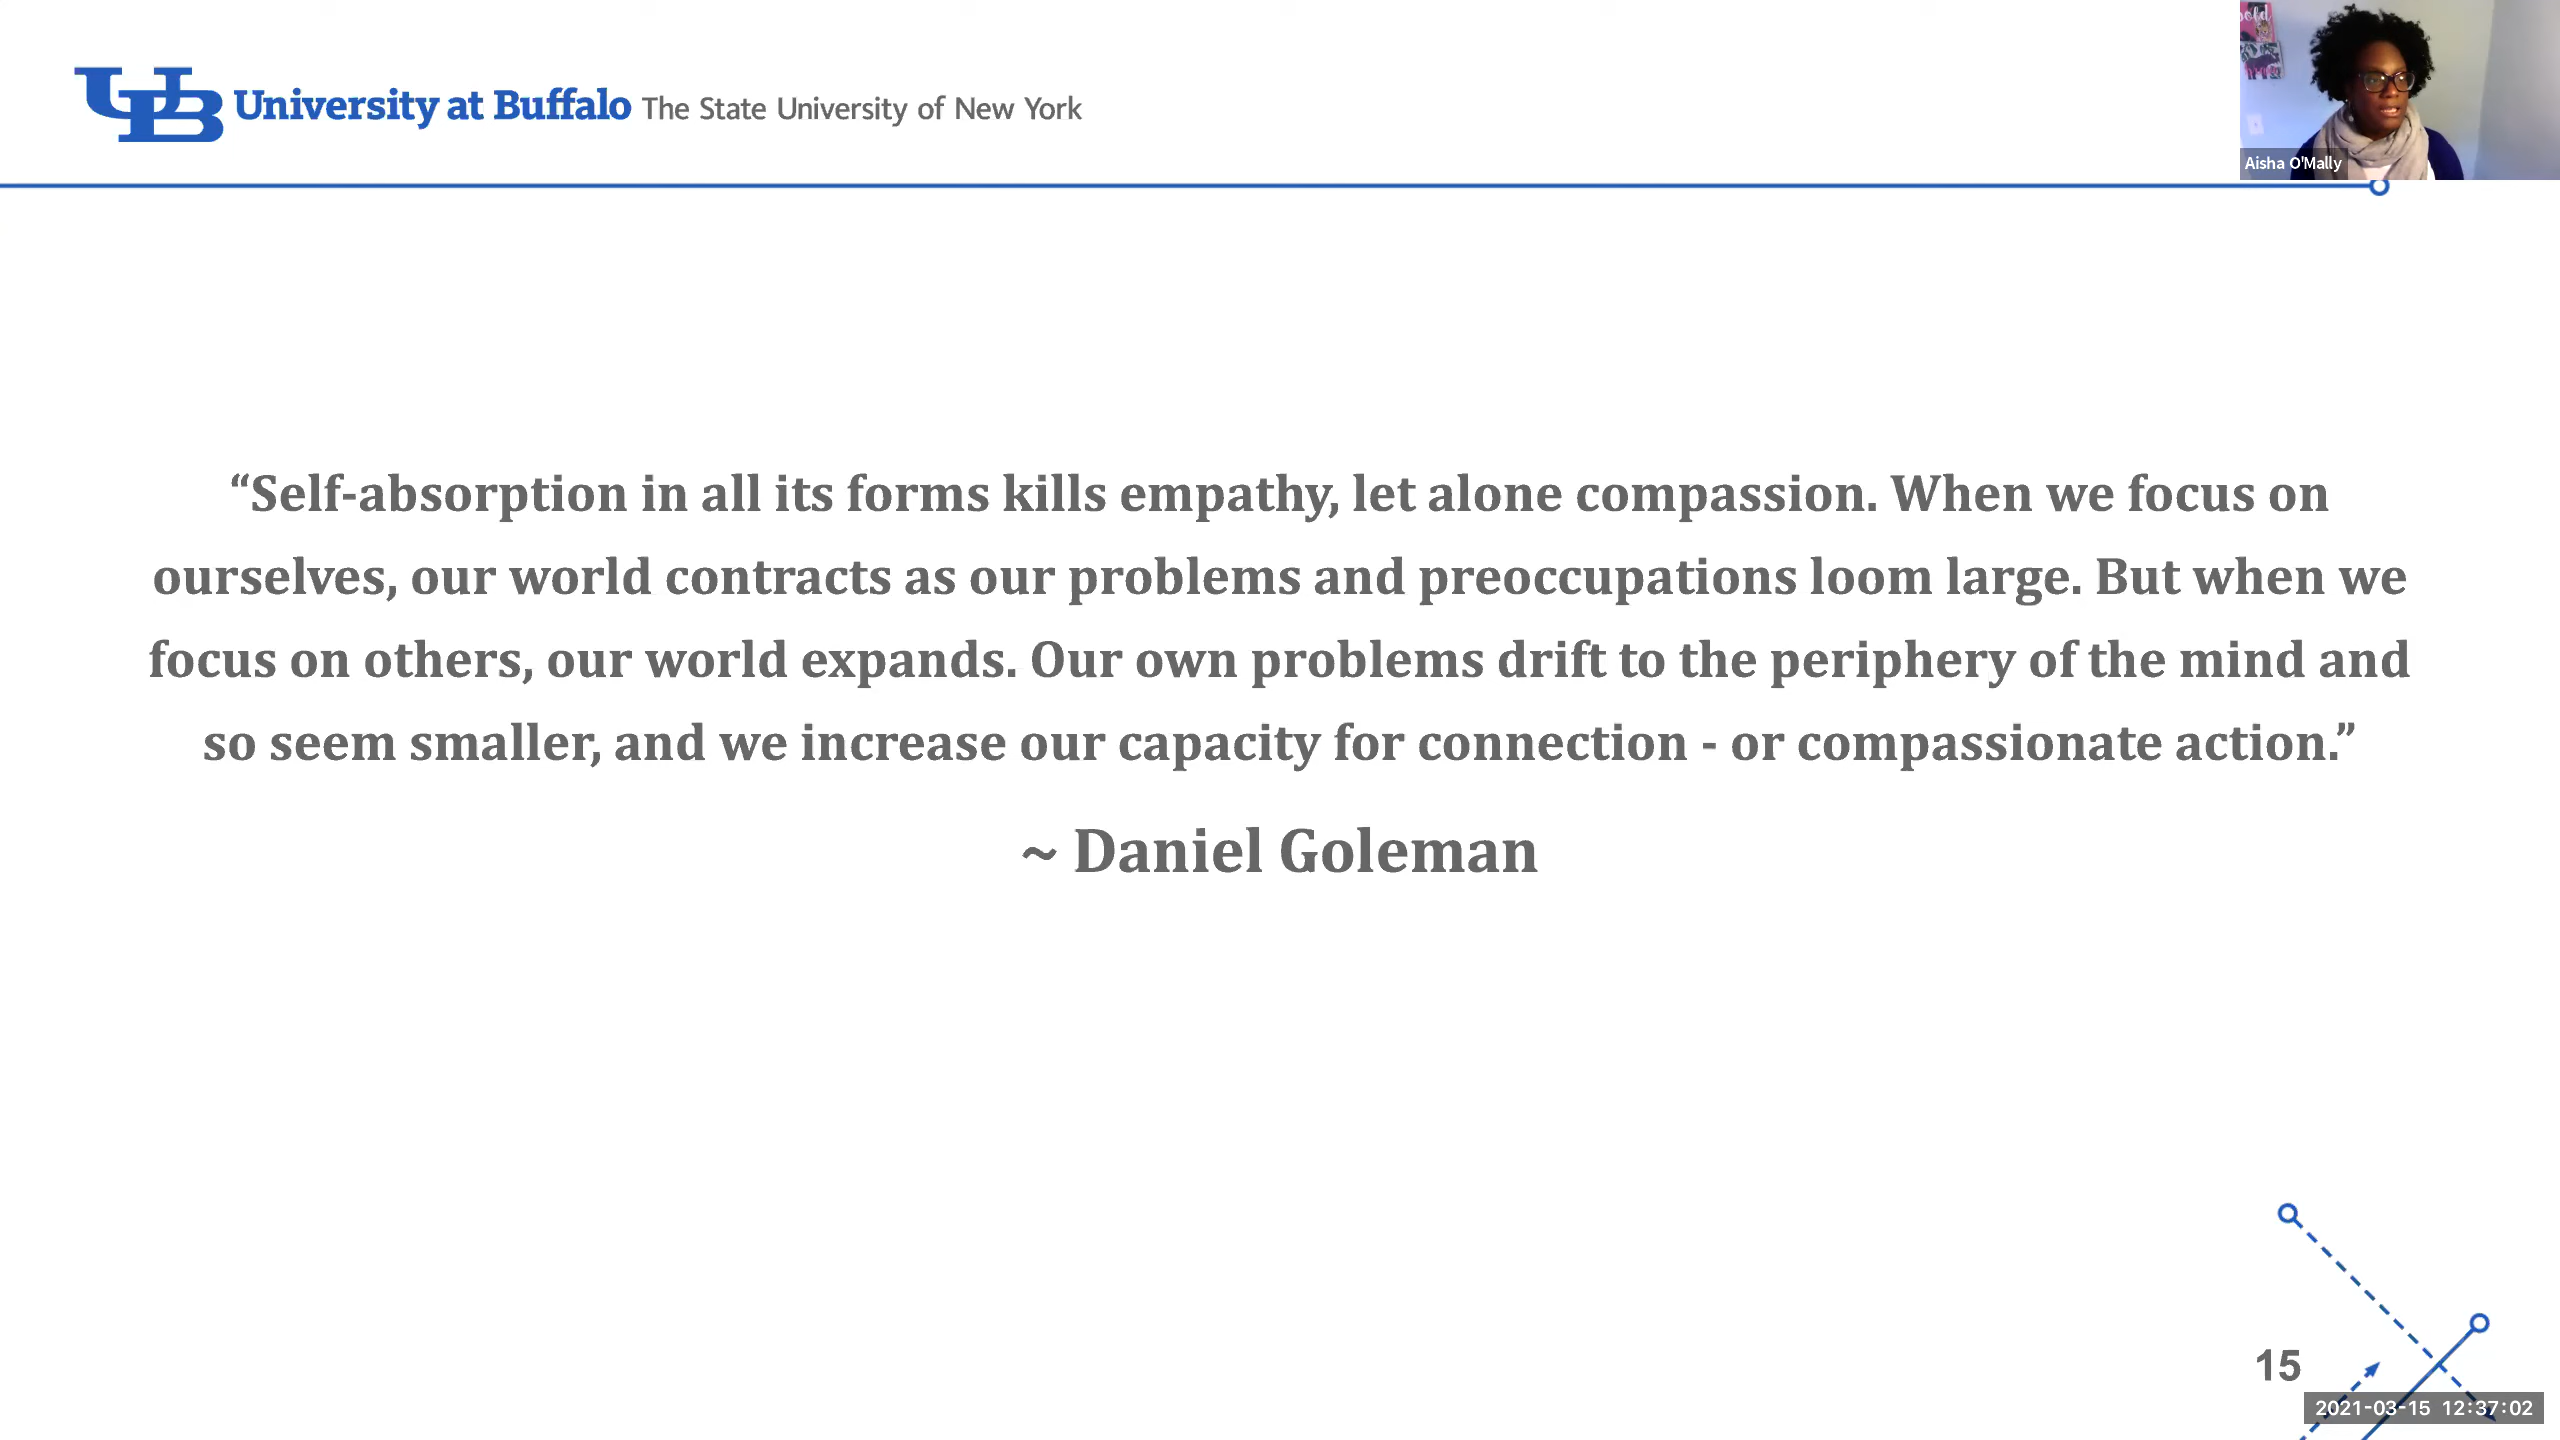 UB University at Buffalo The State University of New York
bold
Aisha O'Mally
“Self-absorption in all its forms kills empathy, let alone compassion. When we focus on
ourselves, our world contracts as our problems and preoccupations loom large. But when we
focus on others, our world expands. Our own problems drift to the periphery of the mind and
so seem smaller, and we increase our capacity for connection - or compassionate action.”
~ Daniel Goleman
15
2021-03-15 12:37:02